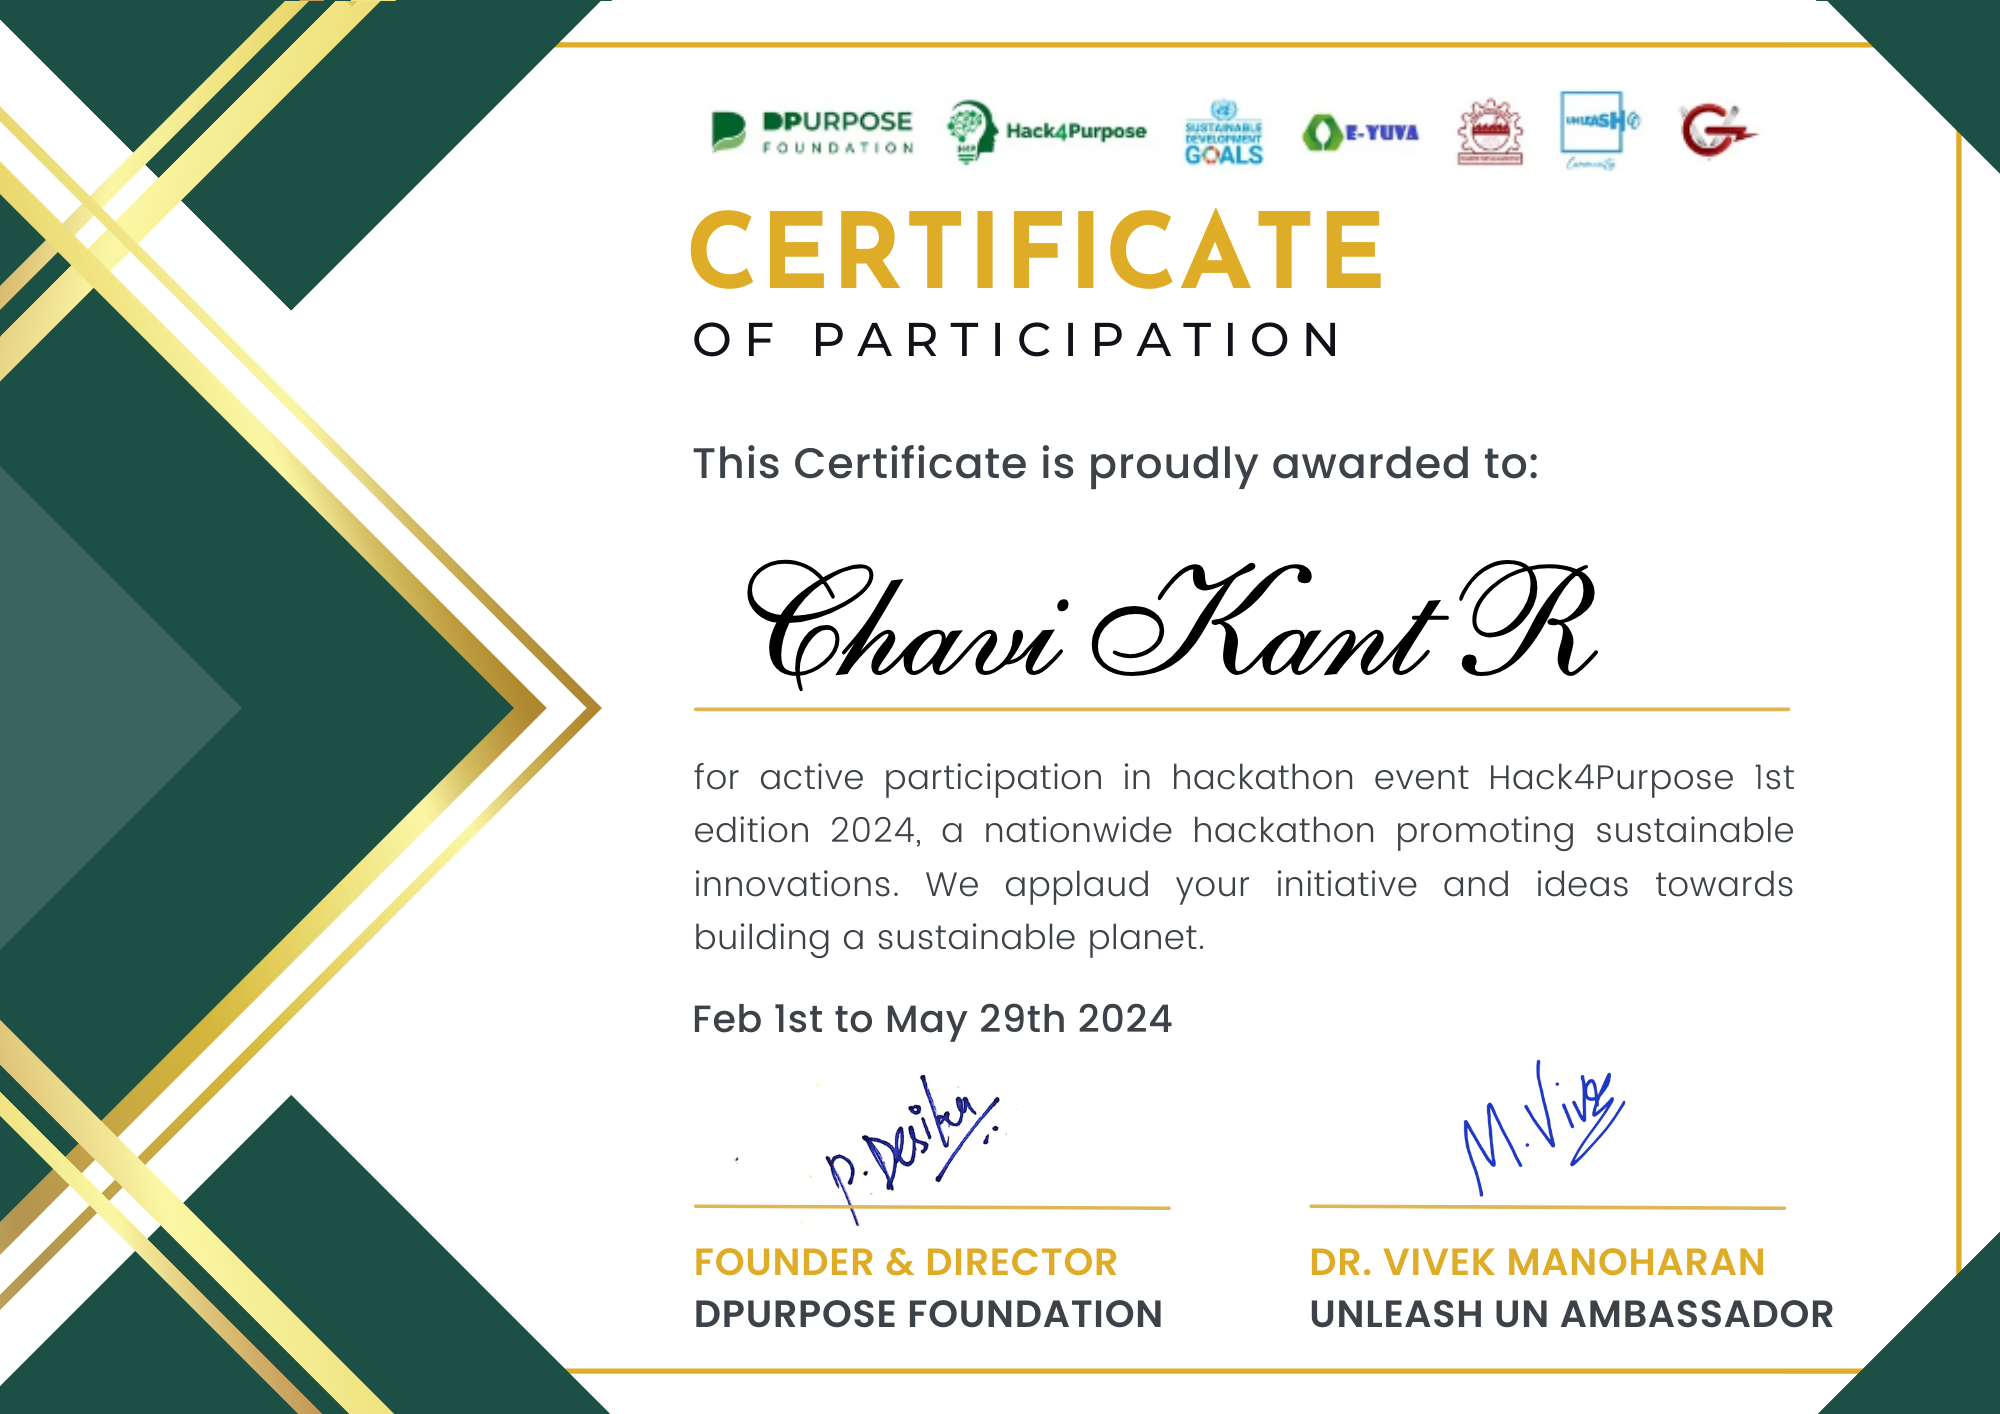 DPURPOSE
FOUNDATION
Hack4Purpose
SUSTAINABLE
DEVELOPMENT
GOALS
E-YUVA
UNLEASH
Community
CERTIFICATE
OF PARTICIPATION
This Certificate is proudly awarded to:
Chavi Kant R
for active participation in hackathon event Hack4Purpose 1st
edition 2024, a nationwide hackathon promoting sustainable
innovations. We applaud your initiative and ideas towards
building a sustainable planet.
Feb 1st to May 29th 2024
P. Desika
M. Vivek
FOUNDER & DIRECTOR
DPURPOSE FOUNDATION
DR. VIVEK MANOHARAN
UNLEASH UN AMBASSADOR